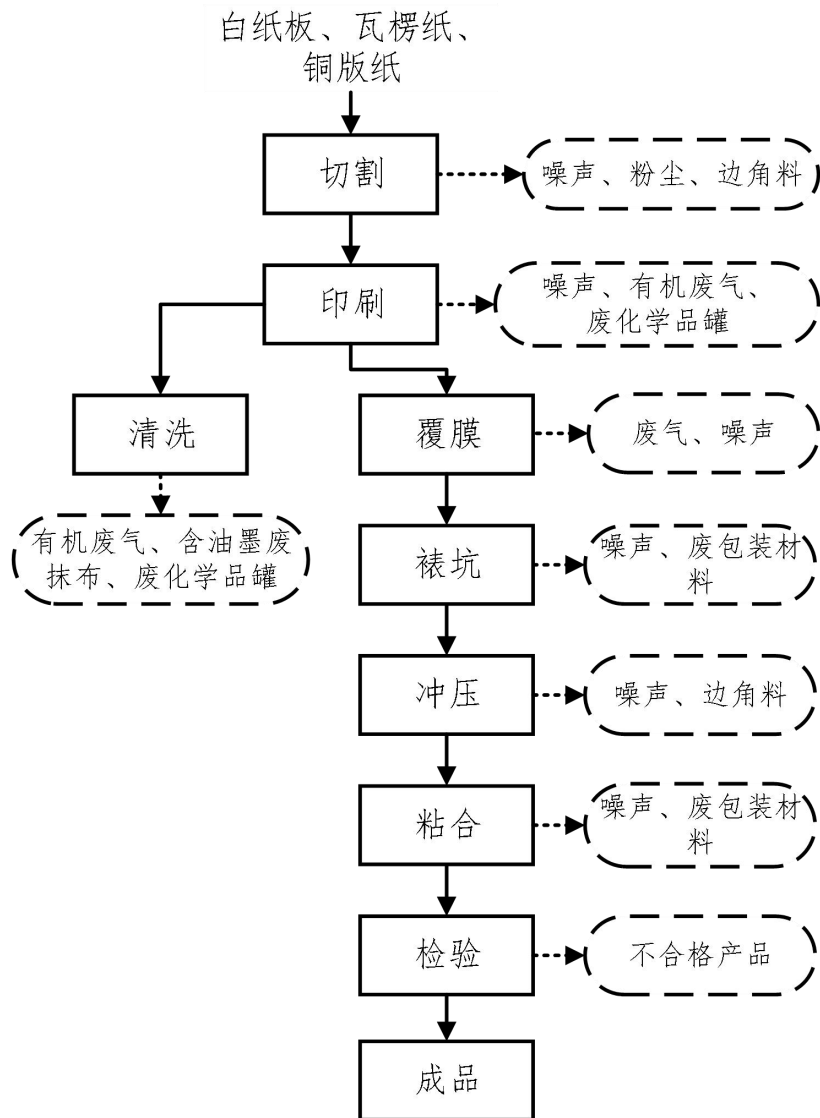 白纸板、瓦楞纸、
铜版纸
切割
噪声、粉尘、边角料
印刷
噪声、有机废气、
废化学品罐
清洗
覆膜
废气、噪声
有机废气、含油墨废
抹布、废化学品罐
裱坑
噪声、废包装材
料
冲压
噪声、边角料
粘合
噪声、废包装材
料
检验
不合格产品
成品